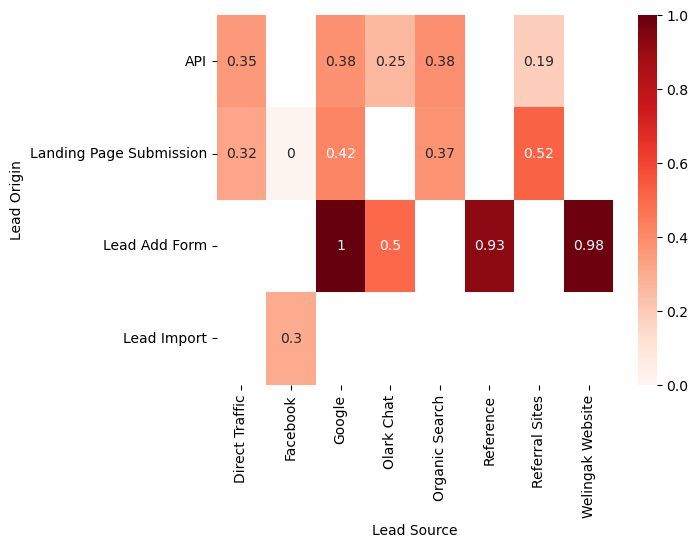 API
0.35
0.38
0.25
0.38
0.19
Landing Page Submission
0.32
0
0.42
0.37
0.52
Lead Add Form
1
0.5
0.93
0.98
Lead Import
0.3
Lead Origin
Direct Traffic
Facebook
Google
Olark Chat
Organic Search
Reference
Referral Sites
Welingak Website
Lead Source
1.0
0.8
0.6
0.4
0.2
0.0